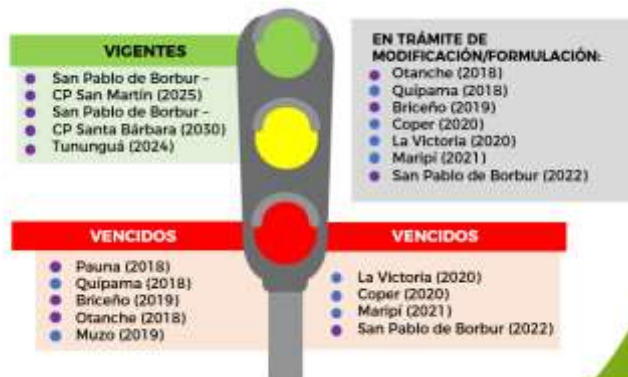 VIGENTES
San Pablo de Borbur –
CP San Martín (2025)
San Pablo de Borbur –
CP Santa Bárbara (2030)
Tununguá (2024)
EN TRÁMITE DE
MODIFICACIÓN/FORMULACIÓN:
Otanche (2018)
Quípama (2018)
Briceño (2019)
Coper (2020)
La Victoria (2020)
Maripí (2021)
San Pablo de Borbur (2022)
VENCIDOS
Pauna (2018)
Quípama (2018)
Briceño (2019)
Otanche (2018)
Muzo (2019)
VENCIDOS
La Victoria (2020)
Coper (2020)
Maripí (2021)
San Pablo de Borbur (2022)